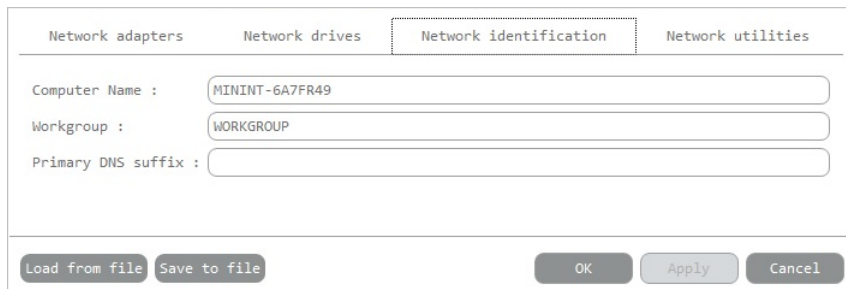 Network adapters Network drives Network identification Network utilities
Computer Name : MININT-6A7FR49
Workgroup : WORKGROUP
Primary DNS suffix :
Load from file Save to file OK Apply Cancel